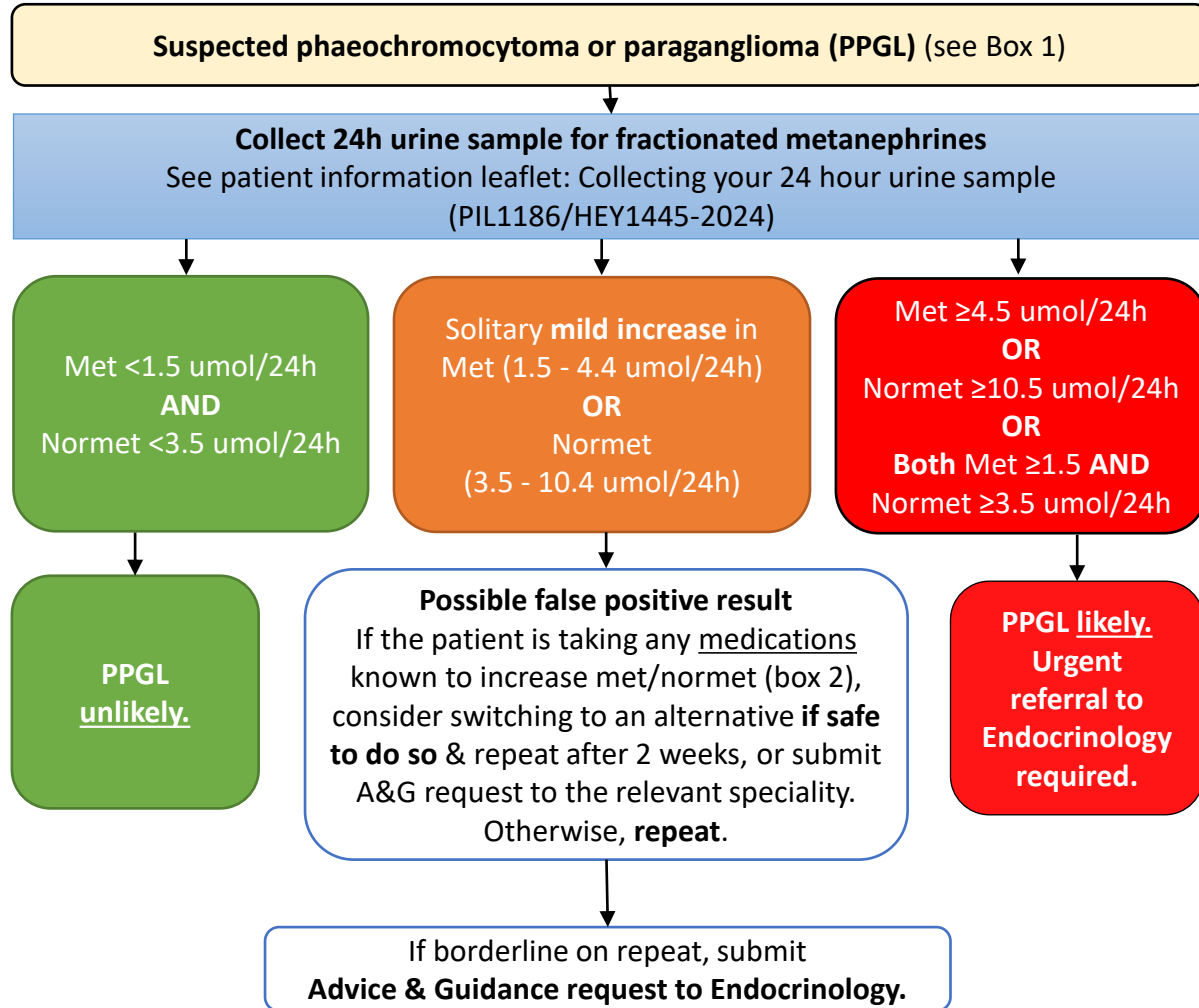 Suspected phaeochromocytoma or paraganglioma (PPGL) (see Box 1)
Collect 24h urine sample for fractionated metanephrines
See patient information leaflet: Collecting your 24 hour urine sample
(PIL1186/HEY1445-2024)
Met <1.5 umol/24h
AND
Normet <3.5 umol/24h
Solitary mild increase in
Met (1.5 - 4.4 umol/24h)
OR
Normet
(3.5 - 10.4 umol/24h)
Met ≥4.5 umol/24h
OR
Normet ≥10.5 umol/24h
OR
Both Met ≥1.5 AND
Normet ≥3.5 umol/24h
PPGL
unlikely.
Possible false positive result
If the patient is taking any medications
known to increase met/normet (box 2),
consider switching to an alternative if safe
to do so & repeat after 2 weeks, or submit
A&G request to the relevant speciality.
Otherwise, repeat.
PPGL likely.
Urgent
referral to
Endocrinology
required.
If borderline on repeat, submit
Advice & Guidance request to Endocrinology.